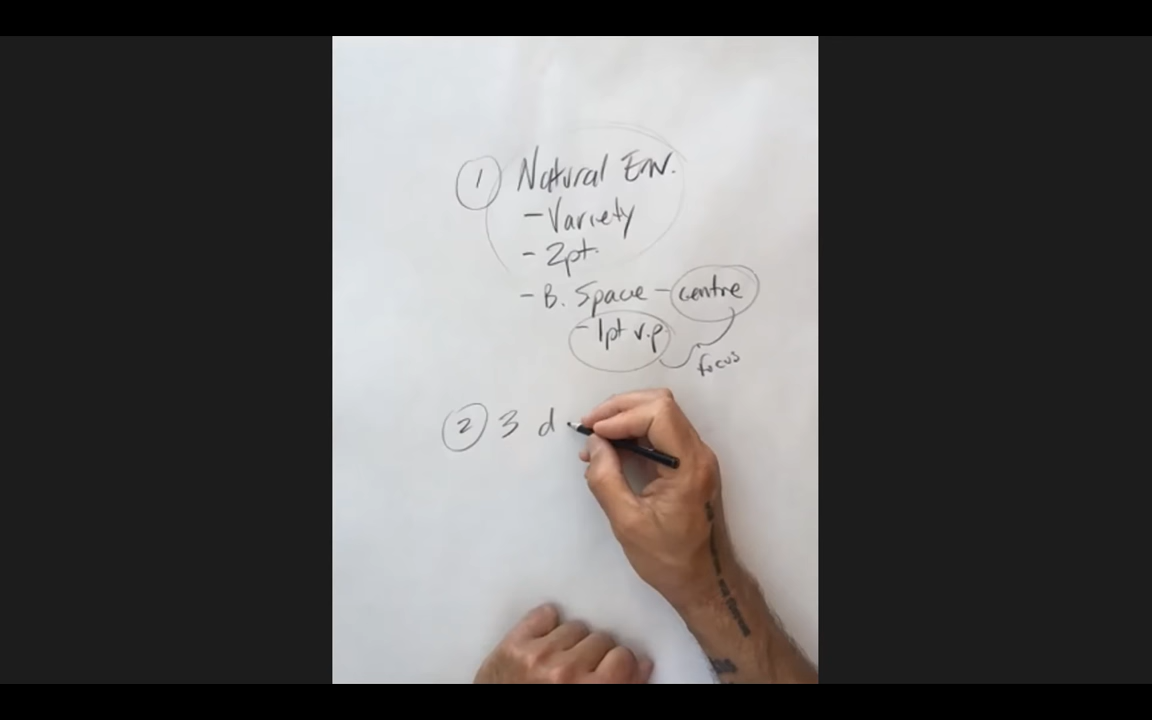 1 Natural Env.
- Variety
- 2pt.
- B. Space - centre
- 1pt v.p.
focus
2 3 d